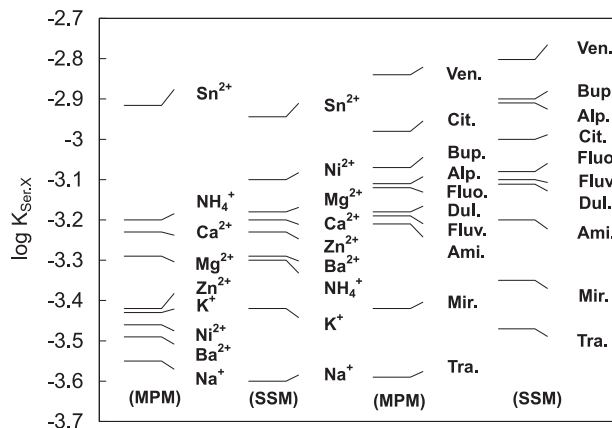 log K_Ser.X
-2.7
-2.8
-2.9
-3
-3.1
-3.2
-3.3
-3.4
-3.5
-3.6
-3.7
Sn²⁺
NH₄⁺
Ca²⁺
Mg²⁺
Zn²⁺
K⁺
Ni²⁺
Ba²⁺
Na⁺
(MPM)
Sn²⁺
Ni²⁺
Mg²⁺
Ca²⁺
Zn²⁺
Ba²⁺
NH₄⁺
K⁺
Na⁺
(SSM)
Ven.
Cit.
Bup.
Alp.
Fluo.
Dul.
Fluv.
Ami.
Mir.
Tra.
(MPM)
Ven.
Bup.
Alp.
Cit.
Fluo.
Fluv.
Dul.
Ami.
Mir.
Tra.
(SSM)